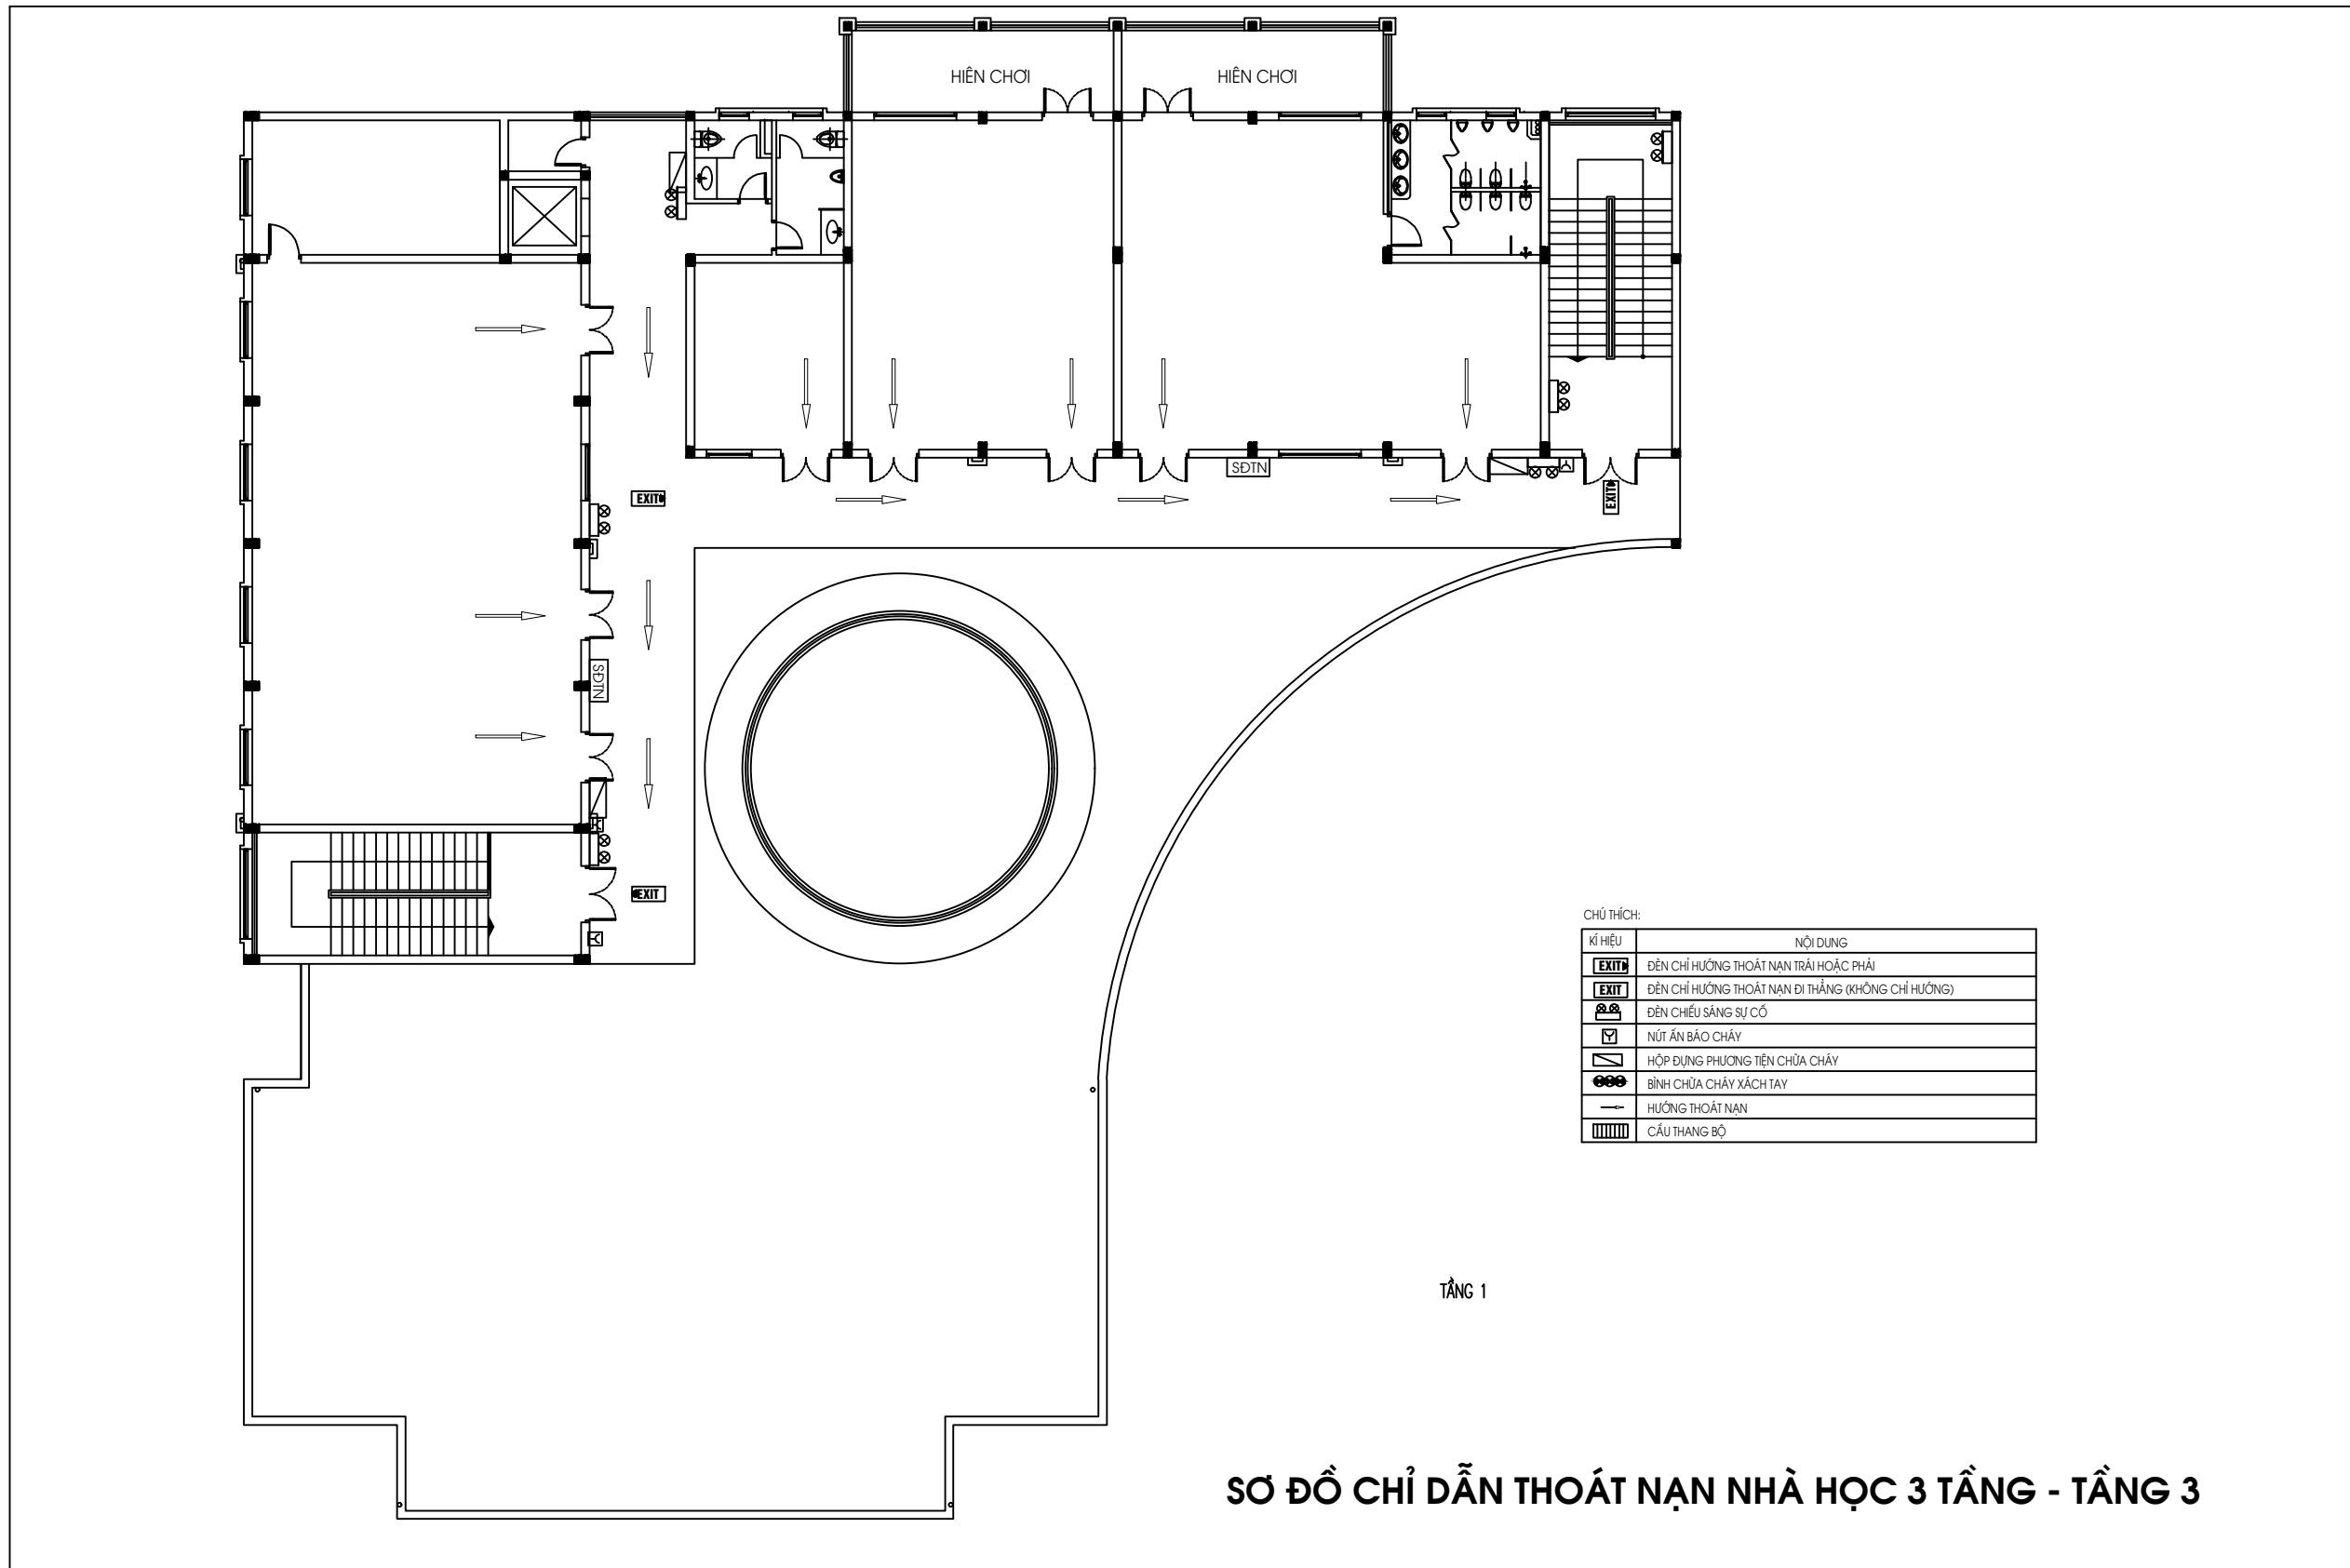 HIÊN CHƠI
HIÊN CHƠI
SĐTN
EXIT
EXIT
SĐTN
EXIT
CHÚ THÍCH:
KÍ HIỆU NỘI DUNG
EXIT ĐÈN CHỈ HƯỚNG THOÁT NẠN TRÁI HOẶC PHẢI
EXIT ĐÈN CHỈ HƯỚNG THOÁT NẠN ĐI THẲNG (KHÔNG CHỈ HƯỚNG)
ĐÈN CHIẾU SÁNG SỰ CỐ
NÚT ẤN BÁO CHÁY
HỘP ĐỰNG PHƯƠNG TIỆN CHỮA CHÁY
BÌNH CHỮA CHÁY XÁCH TAY
HƯỚNG THOÁT NẠN
CẦU THANG BỘ
TẦNG 1
SƠ ĐỒ CHỈ DẪN THOÁT NẠN NHÀ HỌC 3 TẦNG - TẦNG 3